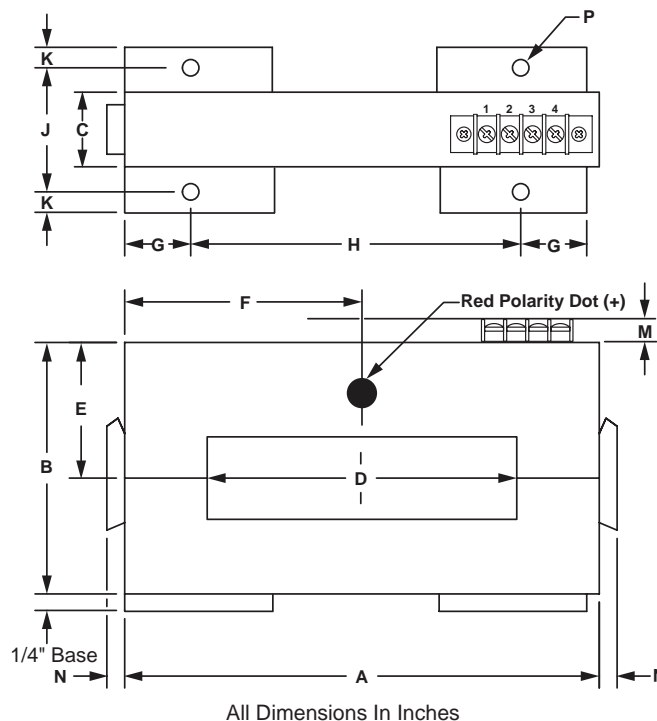 P
K
J
C
1 2 3 4
K
G H G
F
Red Polarity Dot (+)
M
E
B
D
1/4" Base
N A
All Dimensions In Inches